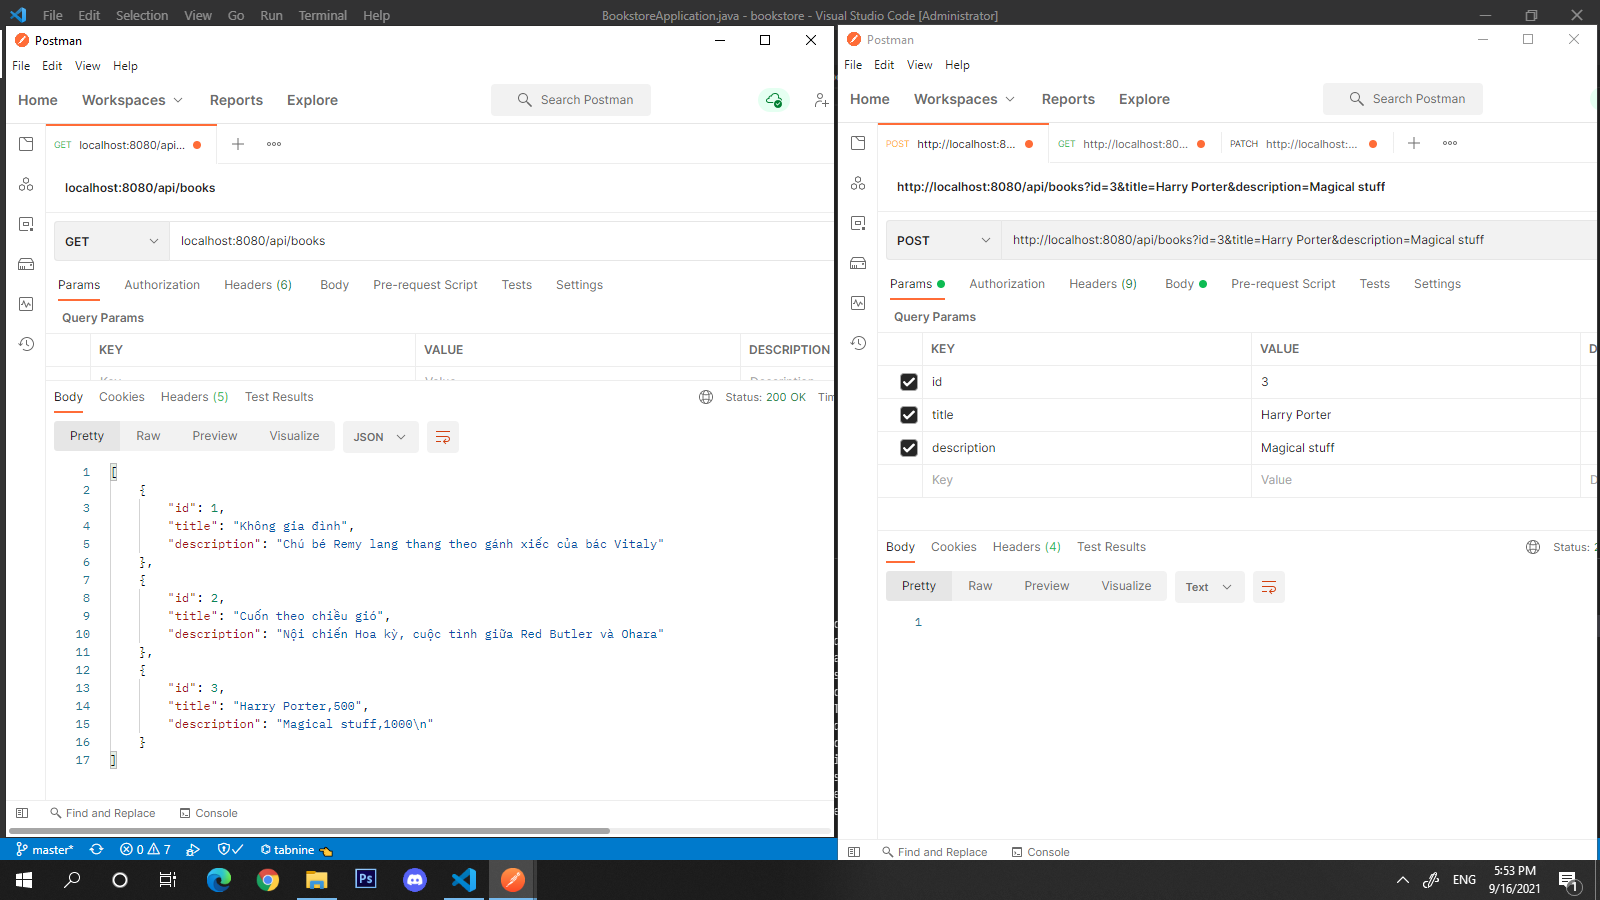 File Edit Selection View Go Run Terminal Help BookstoreApplication.java - bookstore - Visual Studio Code [Administrator]
Postman
File Edit View Help
Home Workspaces Reports Explore Search Postman
GET localhost:8080/api...
localhost:8080/api/books
GET localhost:8080/api/books
Params Authorization Headers (6) Body Pre-request Script Tests Settings
Query Params
KEY VALUE DESCRIPTION
Key Value Description
Body Cookies Headers (5) Test Results Status: 200 OK Tim
Pretty Raw Preview Visualize JSON
1 [
2 {
3 "id": 1,
4 "title": "Không gia đình",
5 "description": "Chú bé Remy lang thang theo gánh xiếc của bác Vitaly"
6 },
7 {
8 "id": 2,
9 "title": "Cuốn theo chiều gió",
10 "description": "Nội chiến Hoa kỳ, cuộc tình giữa Red Butler và Ohara"
11 },
12 {
13 "id": 3,
14 "title": "Harry Porter,500",
15 "description": "Magical stuff,1000\n"
16 }
17 ]
Find and Replace Console
Postman
File Edit View Help
Home Workspaces Reports Explore Search Postman
POST http://localhost:8... GET http://localhost:80... PATCH http://localhost:...
http://localhost:8080/api/books?id=3&title=Harry Porter&description=Magical stuff
POST http://localhost:8080/api/books?id=3&title=Harry Porter&description=Magical stuff
Params Authorization Headers (9) Body Pre-request Script Tests Settings
Query Params
KEY VALUE D
id 3
title Harry Porter
description Magical stuff
Key Value D
Body Cookies Headers (4) Test Results Status: 2
Pretty Raw Preview Visualize Text
1
Find and Replace Console
master* 0 7 tabnine
Ps ENG 5:53 PM
9/16/2021 1